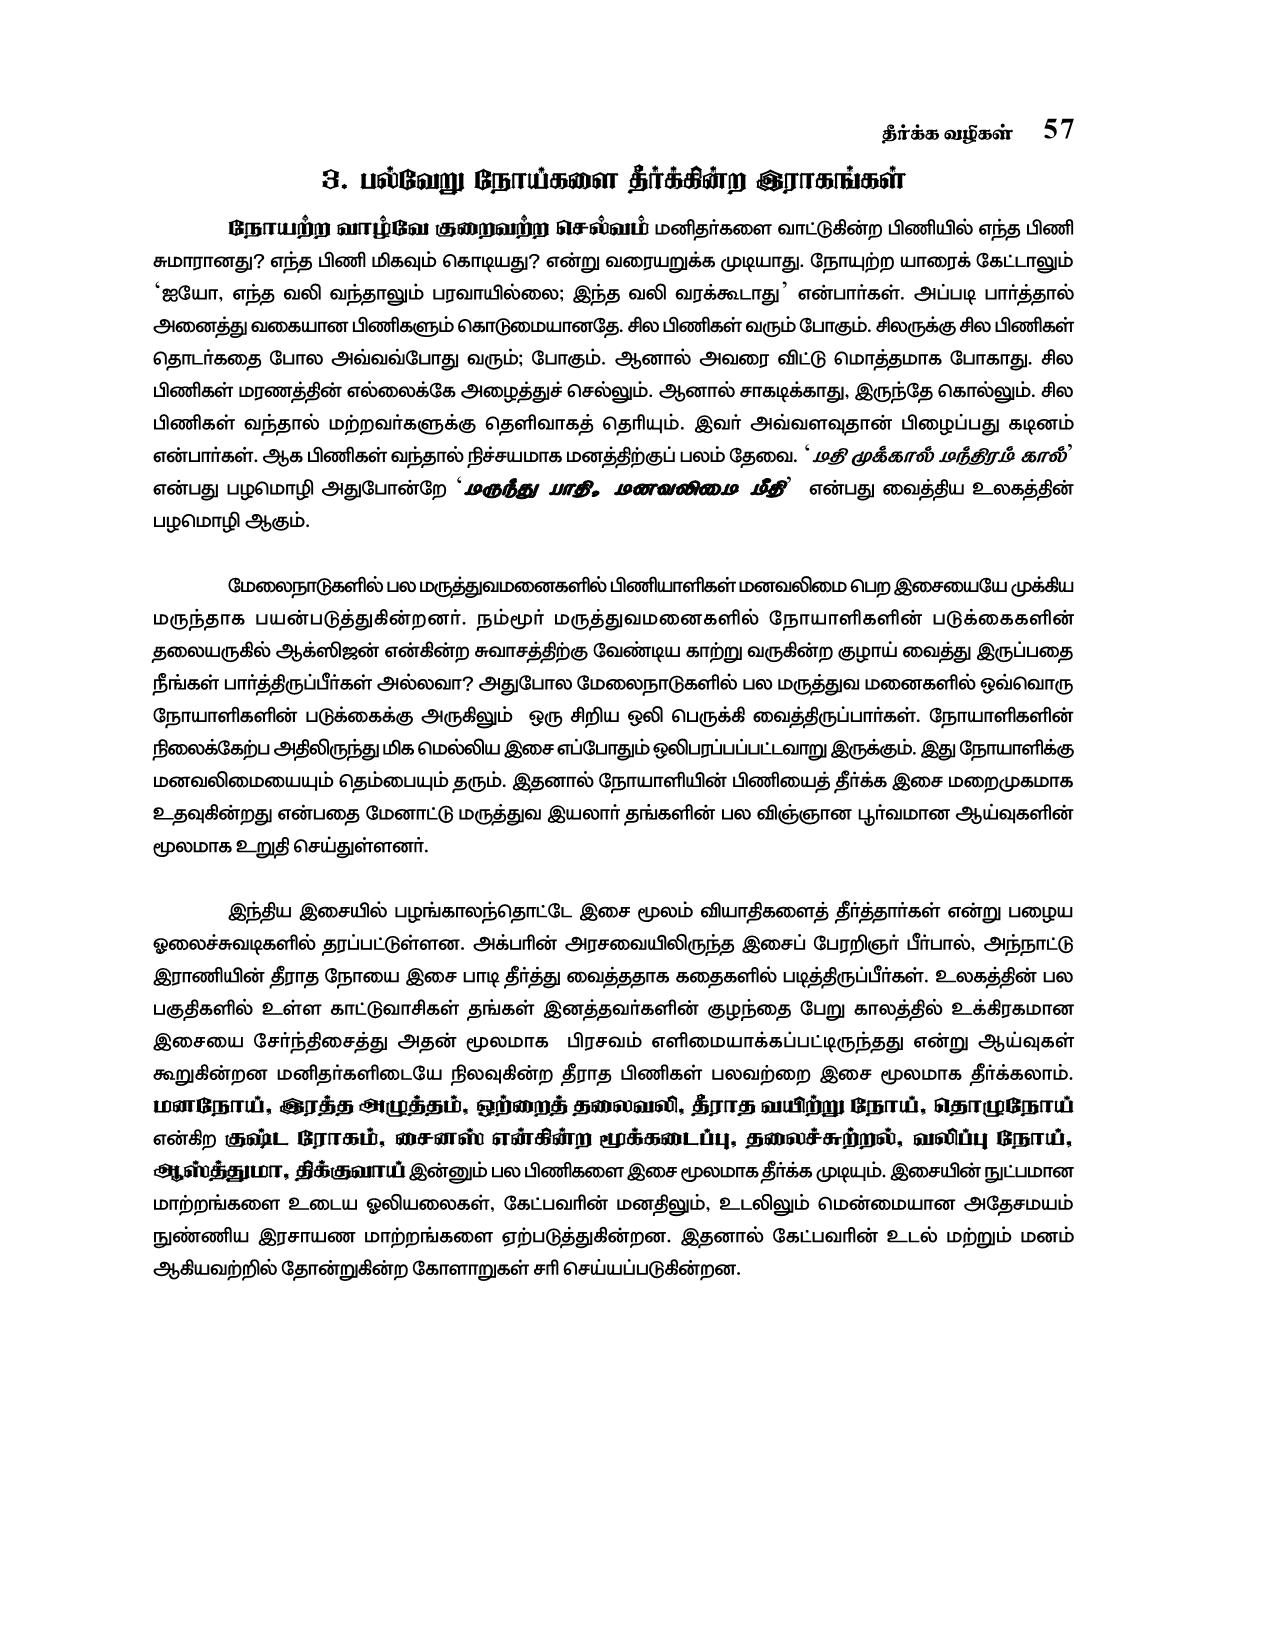 தீர்க்க வழிகள் 57
3. பல்வேறு நோய்களை தீர்க்கின்ற இராகங்கள்
நோயற்ற வாழ்வே குறைவற்ற செல்வம் மனிதர்களை வாட்டுகின்ற பிணியில் எந்த பிணி
சுமாரானது? எந்த பிணி மிகவும் கொடியது? என்று வரையறுக்க முடியாது. நோயுற்ற யாரைக் கேட்டாலும்
‘ஐயோ, எந்த வலி வந்தாலும் பரவாயில்லை; இந்த வலி வரக்கூடாது’ என்பார்கள். அப்படி பார்த்தால்
அனைத்து வகையான பிணிகளும் கொடுமையானதே. சில பிணிகள் வரும் போகும். சிலருக்கு சில பிணிகள்
தொடர்கதை போல அவ்வவ்போது வரும்; போகும். ஆனால் அவரை விட்டு மொத்தமாக போகாது. சில
பிணிகள் மரணத்தின் எல்லைக்கே அழைத்துச் செல்லும். ஆனால் சாகடிக்காது, இருந்தே கொல்லும். சில
பிணிகள் வந்தால் மற்றவர்களுக்கு தெளிவாகத் தெரியும். இவர் அவ்வளவுதான் பிழைப்பது கடினம்
என்பார்கள். ஆக பிணிகள் வந்தால் நிச்சயமாக மனத்திற்குப் பலம் தேவை. ‘மதி முக்கால் மந்திரம் கால்’
என்பது பழமொழி அதுபோன்றே ‘மருந்து பாதி, மனவலிமை மீதி’ என்பது வைத்திய உலகத்தின்
பழமொழி ஆகும்.
மேலைநாடுகளில் பல மருத்துவமனைகளில் பிணியாளிகள் மனவலிமை பெற இசையையே முக்கிய
மருந்தாக பயன்படுத்துகின்றனர். நம்மூர் மருத்துவமனைகளில் நோயாளிகளின் படுக்கைகளின்
தலையருகில் ஆக்ஸிஜன் என்கின்ற சுவாசத்திற்கு வேண்டிய காற்று வருகின்ற குழாய் வைத்து இருப்பதை
நீங்கள் பார்த்திருப்பீர்கள் அல்லவா? அதுபோல மேலைநாடுகளில் பல மருத்துவ மனைகளில் ஒவ்வொரு
நோயாளிகளின் படுக்கைக்கு அருகிலும் ஒரு சிறிய ஒலி பெருக்கி வைத்திருப்பார்கள். நோயாளிகளின்
நிலைக்கேற்ப அதிலிருந்து மிக மெல்லிய இசை எப்போதும் ஒலிபரப்பப்பட்டவாறு இருக்கும். இது நோயாளிக்கு
மனவலிமையையும் தெம்பையும் தரும். இதனால் நோயாளியின் பிணியைத் தீர்க்க இசை மறைமுகமாக
உதவுகின்றது என்பதை மேனாட்டு மருத்துவ இயலார் தங்களின் பல விஞ்ஞான பூர்வமான ஆய்வுகளின்
மூலமாக உறுதி செய்துள்ளனர்.
இந்திய இசையில் பழங்காலந்தொட்டே இசை மூலம் வியாதிகளைத் தீர்த்தார்கள் என்று பழைய
ஓலைச்சுவடிகளில் தரப்பட்டுள்ளன. அக்பரின் அரசவையிலிருந்த இசைப் பேரறிஞர் பீர்பால், அந்நாட்டு
இராணியின் தீராத நோயை இசை பாடி தீர்த்து வைத்ததாக கதைகளில் படித்திருப்பீர்கள். உலகத்தின் பல
பகுதிகளில் உள்ள காட்டுவாசிகள் தங்கள் இனத்தவர்களின் குழந்தை பேறு காலத்தில் உக்கிரகமான
இசையை சேர்ந்திசைத்து அதன் மூலமாக பிரசவம் எளிமையாக்கப்பட்டிருந்தது என்று ஆய்வுகள்
கூறுகின்றன மனிதர்களிடையே நிலவுகின்ற தீராத பிணிகள் பலவற்றை இசை மூலமாக தீர்க்கலாம்.
மனநோய், இரத்த அழுத்தம், ஒற்றைத் தலைவலி, தீராத வயிற்று நோய், தொழுநோய்
என்கிற குஷ்ட ரோகம், சைனஸ் என்கின்ற மூக்கடைப்பு, தலைச்சுற்றல், வலிப்பு நோய்,
ஆஸ்த்துமா, திக்குவாய் இன்னும் பல பிணிகளை இசை மூலமாக தீர்க்க முடியும். இசையின் நுட்பமான
மாற்றங்களை உடைய ஓலியலைகள், கேட்பவரின் மனதிலும், உடலிலும் மென்மையான அதேசமயம்
நுண்ணிய இரசாயண மாற்றங்களை ஏற்படுத்துகின்றன. இதனால் கேட்பவரின் உடல் மற்றும் மனம்
ஆகியவற்றில் தோன்றுகின்ற கோளாறுகள் சரி செய்யப்படுகின்றன.